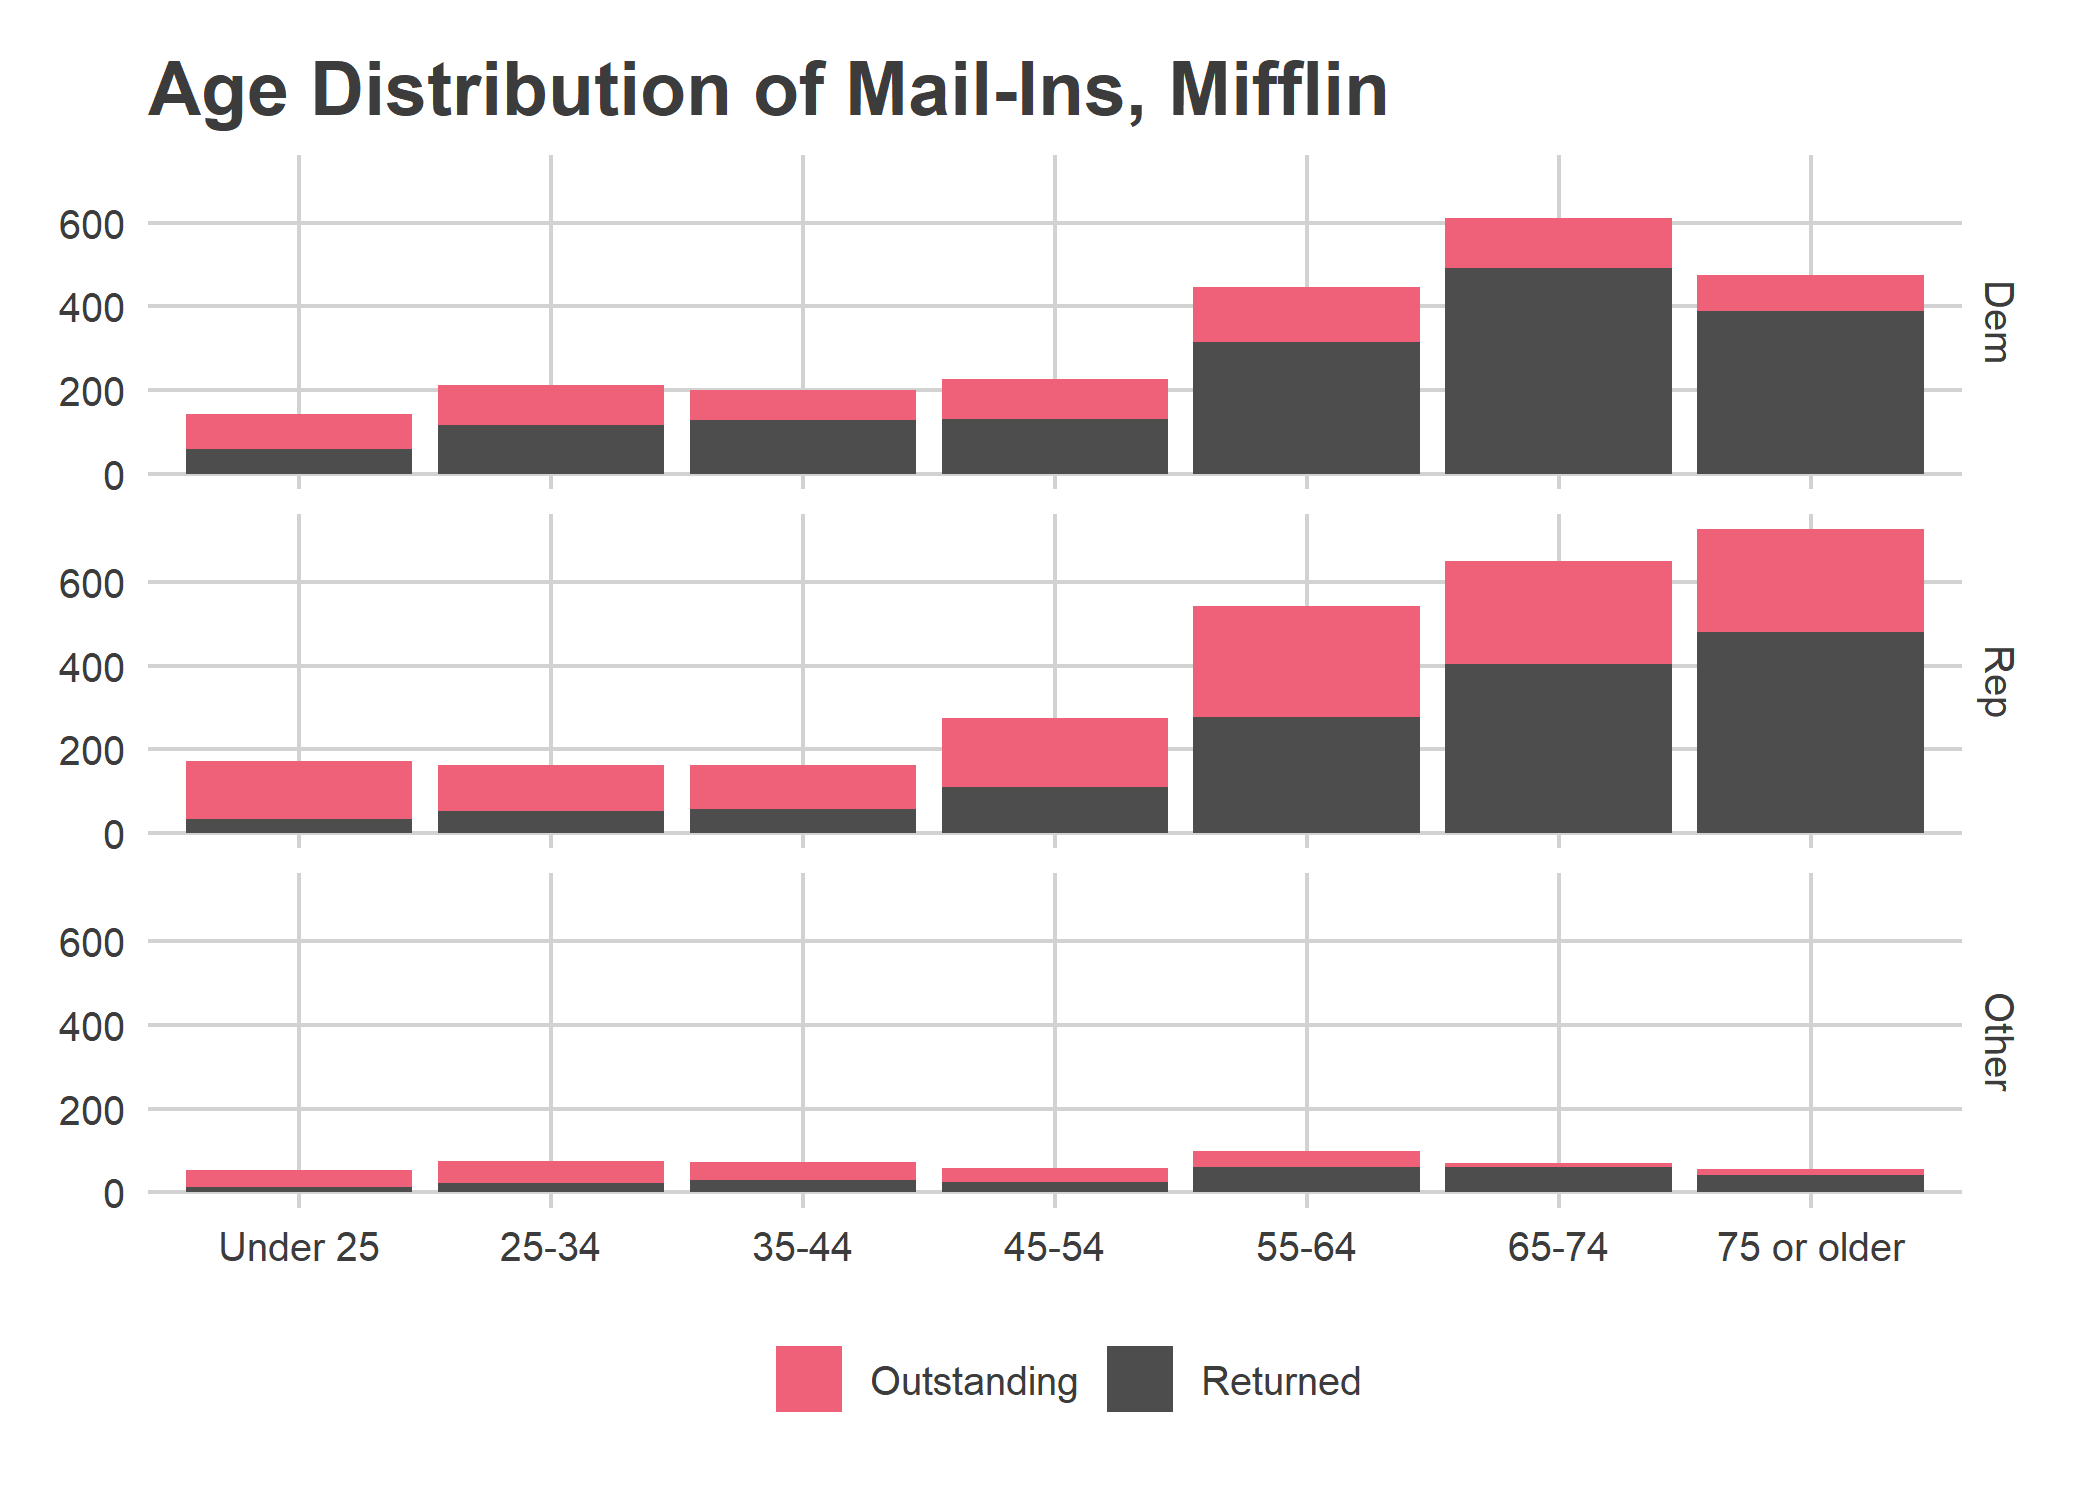 Age Distribution of Mail-Ins, Mifflin
600
400
200
0
Dem
600
400
200
0
Rep
600
400
200
0
Other
Under 25 25-34 35-44 45-54 55-64 65-74 75 or older
Outstanding Returned